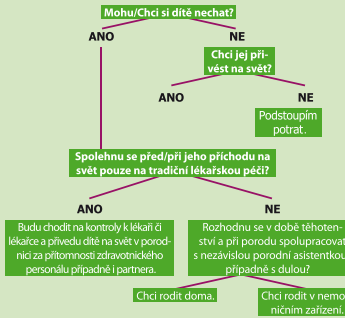 Mohu/Chci si dítě nechat?
ANO
NE
Chci jej při-
vést na svět?
ANO
NE
Podstoupím
potrat.
Spolehnu se před/při jeho příchodu na
svět pouze na tradiční lékařskou péči?
ANO
NE
Budu chodit na kontroly k lékaři či
lékařce a přivedu dítě na svět v porod-
nici za přítomnosti zdravotnického
personálu případně i partnera.
Rozhodnu se v době těhoten-
ství a při porodu spolupracovat
s nezávislou porodní asistentkou
případně s dulou?
Chci rodit doma.
Chci rodit v nemo
ničním zařízení.